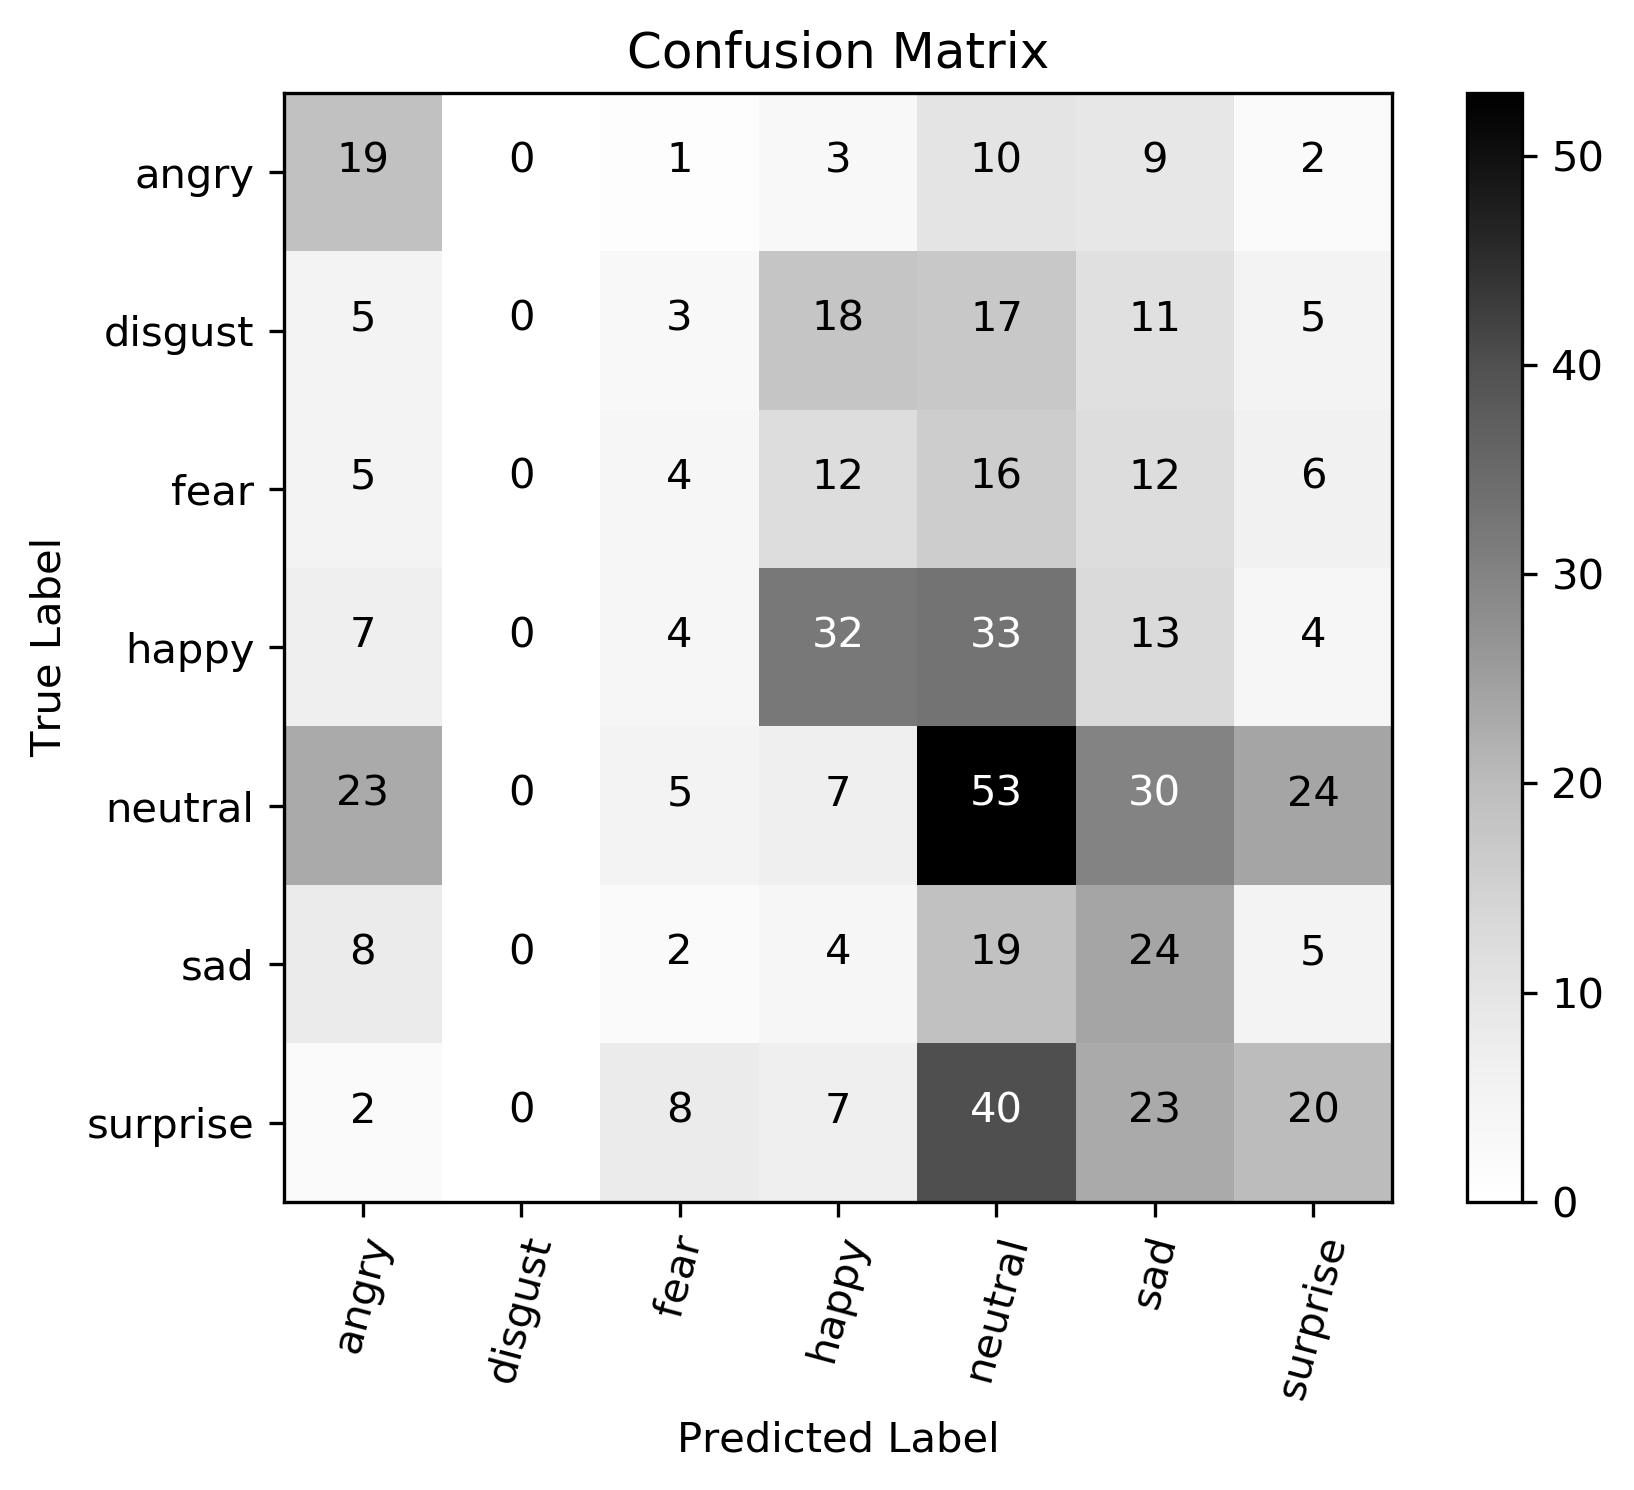 Confusion Matrix
angry 19 0 1 3 10 9 2
disgust 5 0 3 18 17 11 5
fear 5 0 4 12 16 12 6
happy 7 0 4 32 33 13 4
neutral 23 0 5 7 53 30 24
sad 8 0 2 4 19 24 5
surprise 2 0 8 7 40 23 20
True Label
angry disgust fear happy neutral sad surprise
Predicted Label
50
40
30
20
10
0